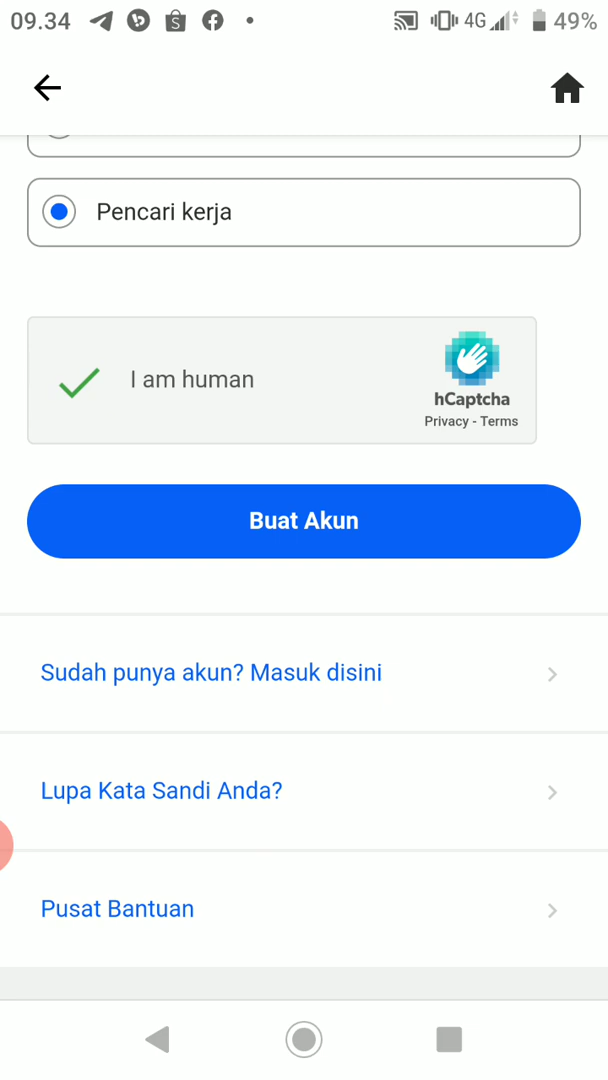 09.34
4G
49%
Pencari kerja
I am human
hCaptcha
Privacy - Terms
Buat Akun
Sudah punya akun? Masuk disini
Lupa Kata Sandi Anda?
Pusat Bantuan